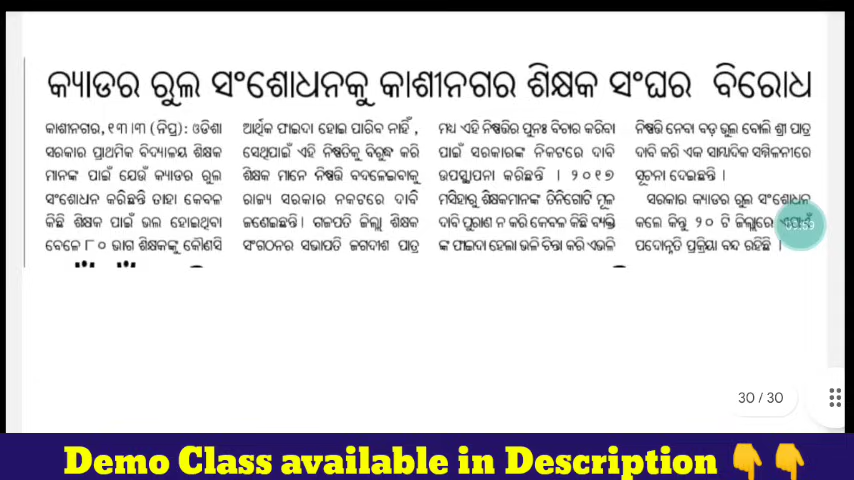 କ୍ୟାଡର ରୁଲ ସଂଶୋଧନକୁ କାଶୀନଗର ଶିକ୍ଷକ ସଂଘର ବିରୋଧ
କାଶୀନଗର,୧୩।୩ (ନିପ୍ର): ଓଡିଶା
ସରକାର ପ୍ରାଥମିକ ବିଦ୍ୟାଳୟ ଶିକ୍ଷକ
ମାନଙ୍କ ପାଇଁ ଯେଉଁ କ୍ୟାଡର ରୁଲ
ସଂଶୋଧନ କରିଛନ୍ତି ତାହା କେବଳ
କିଛି ଶିକ୍ଷକ ପାଇଁ ଭଲ ହୋଇଥିବା
ବେଳେ ୮୦ ଭାଗ ଶିକ୍ଷକଙ୍କୁ କୌଣସି
ଆର୍ଥିକ ଫାଇଦା ହୋଇ ପାରିବ ନାହିଁ ,
ସେଥିପାଇଁ ଏହି ନିଷ୍ପତିକୁ ବିରୁଦ୍ଧ କରି
ଶିକ୍ଷକ ମାନେ ନିଷ୍ପତ୍ତି ବଦଳେଇବାକୁ
ରାଜ୍ୟ ସରକାର ନକଟରେ ଦାବି
ଜଣେଇଛନ୍ତି। ଗଜପତି ଜିଲ୍ଲା ଶିକ୍ଷକ
ସଂଗଠନର ସଭାପତି ଜଗଦୀଶ ପାତ୍ର
ମଧ୍ୟ ଏହି ନିଷ୍ପତ୍ତିର ପୁନଃ ବିଚାର କରିବା
ପାଇଁ ସରକାରଙ୍କ ନିକଟରେ ଦାବି
ଉପସ୍ଥାପନା କରିଛନ୍ତି । ୨୦୧୭
ମସିହାରୁ ଶିକ୍ଷକମାନଙ୍କ ତିନିଗୋଟି ମୂଳ
ଦାବି ପୁରାଣ ନ କରି କେବଳ କିଛି ବ୍ୟକ୍ତି
ଙ୍କ ଫାଇଦା ହେଲା ଭଳି ଚିନ୍ତା କରି ଏଭଳି
ନିଷ୍ପତ୍ତି ନେବା ବଡ଼ ଭୁଲ ବୋଲି ଶ୍ରୀ ପାତ୍ର
ଦାବି କରି ଏକ ସାମ୍ବାଦିକ ସମ୍ମିଳନୀରେ
ସୂଚନା ଦେଇଛନ୍ତି ।
ସରକାର କ୍ୟାଡର ରୁଲ ସଂଶୋଧନ
କଲେ କିନ୍ତୁ ୨୦ ଟି ଜିଲ୍ଲାରେ
ପଦୋନ୍ନତି ପ୍ରକ୍ରିୟା ବନ୍ଦ ରହିଛି ।
30 / 30
Demo Class available in Description 👇👇